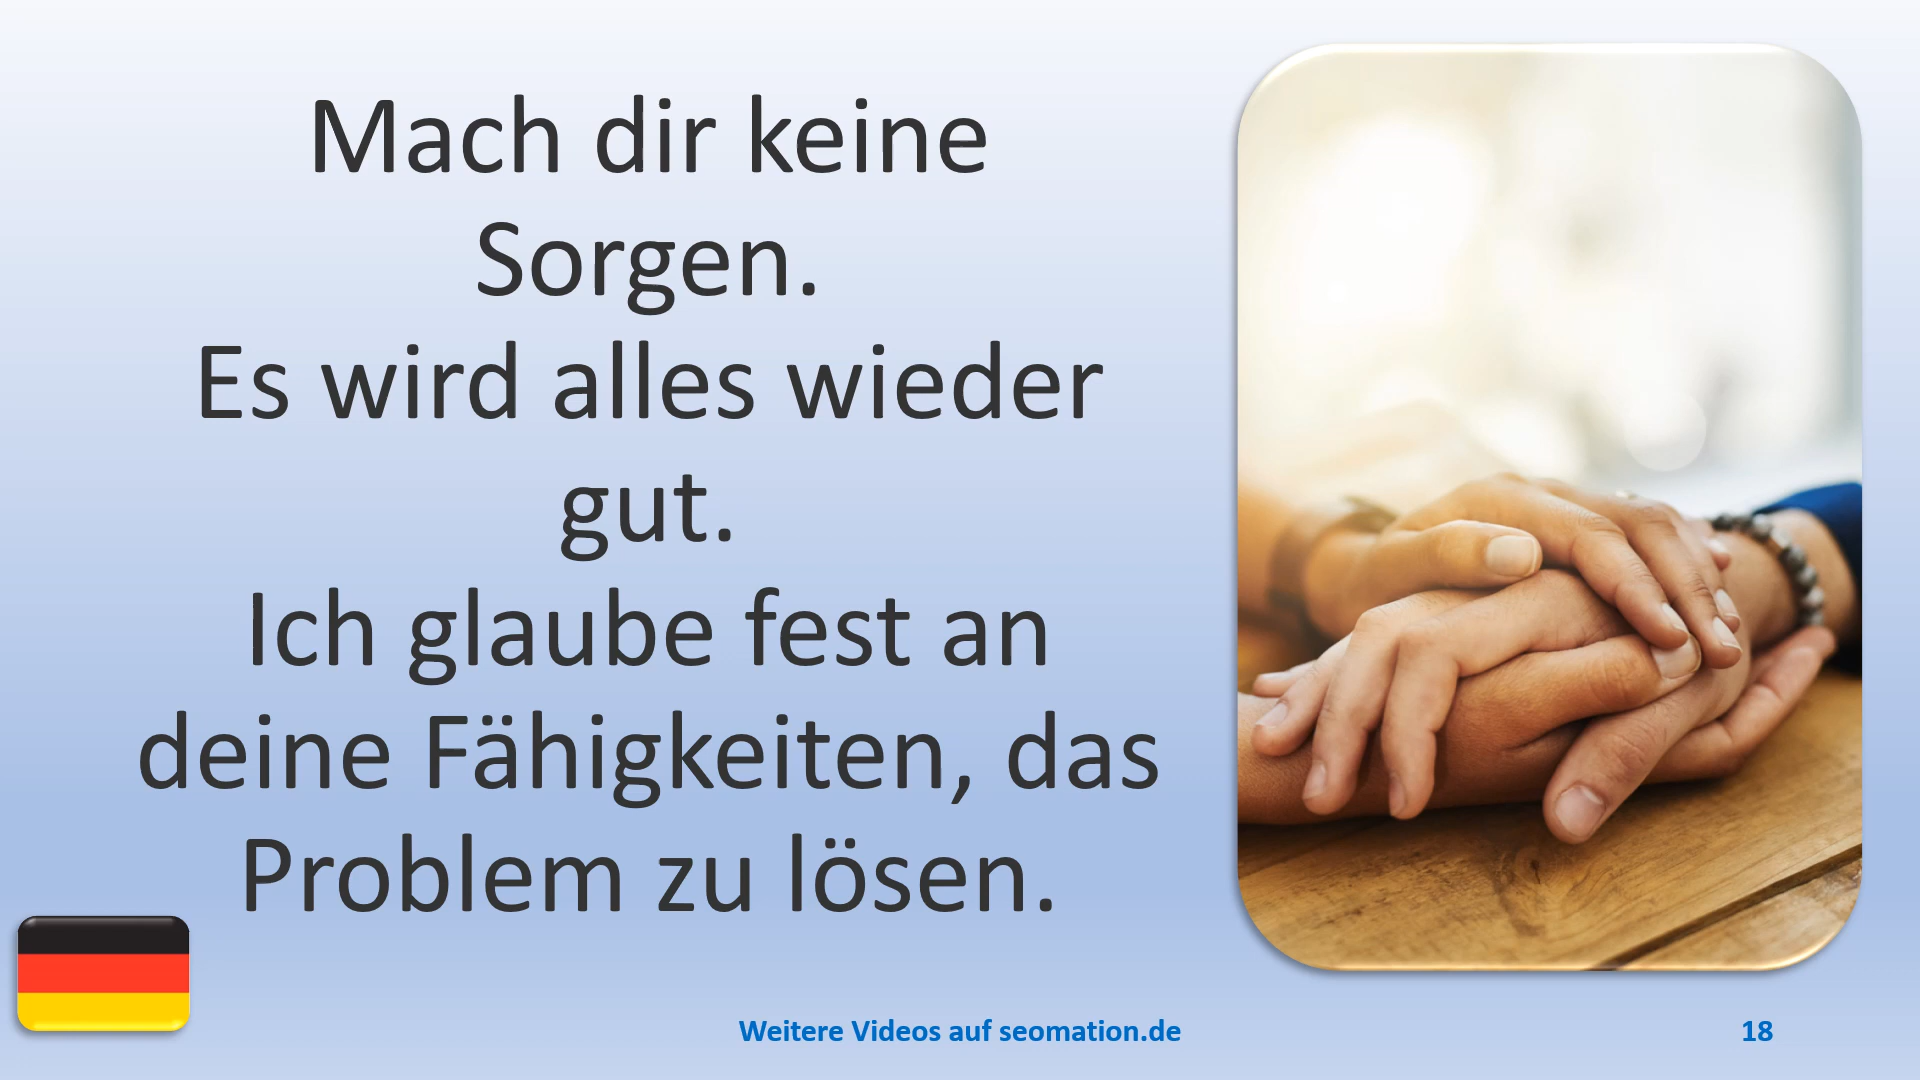 Mach dir keine
Sorgen.
Es wird alles wieder
gut.
Ich glaube fest an
deine Fähigkeiten, das
Problem zu lösen.
Weitere Videos auf seomation.de
18